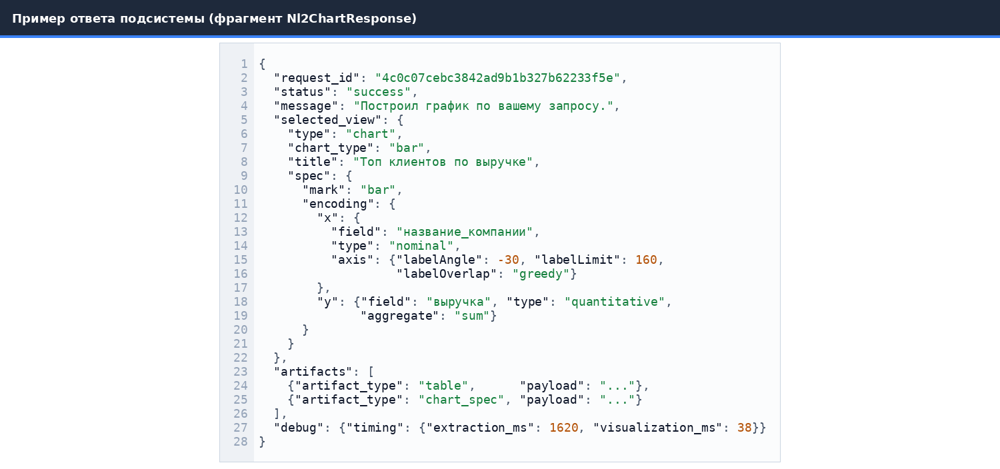 Пример ответа подсистемы (фрагмент Nl2ChartResponse)
1 {
2   "request_id": "4c0c07cebc3842ad9b1b327b62233f5e",
3   "status": "success",
4   "message": "Построил график по вашему запросу.",
5   "selected_view": {
6     "type": "chart",
7     "chart_type": "bar",
8     "title": "Топ клиентов по выручке",
9     "spec": {
10       "mark": "bar",
11       "encoding": {
12         "x": {
13           "field": "название_компании",
14           "type": "nominal",
15           "axis": {"labelAngle": -30, "labelLimit": 160,
16                    "labelOverlap": "greedy"}
17         },
18         "y": {"field": "выручка", "type": "quantitative",
19               "aggregate": "sum"}
20       }
21     }
22   },
23   "artifacts": [
24     {"artifact_type": "table",      "payload": "..."},
25     {"artifact_type": "chart_spec", "payload": "..."}
26   ],
27   "debug": {"timing": {"extraction_ms": 1620, "visualization_ms": 38}}
28 }